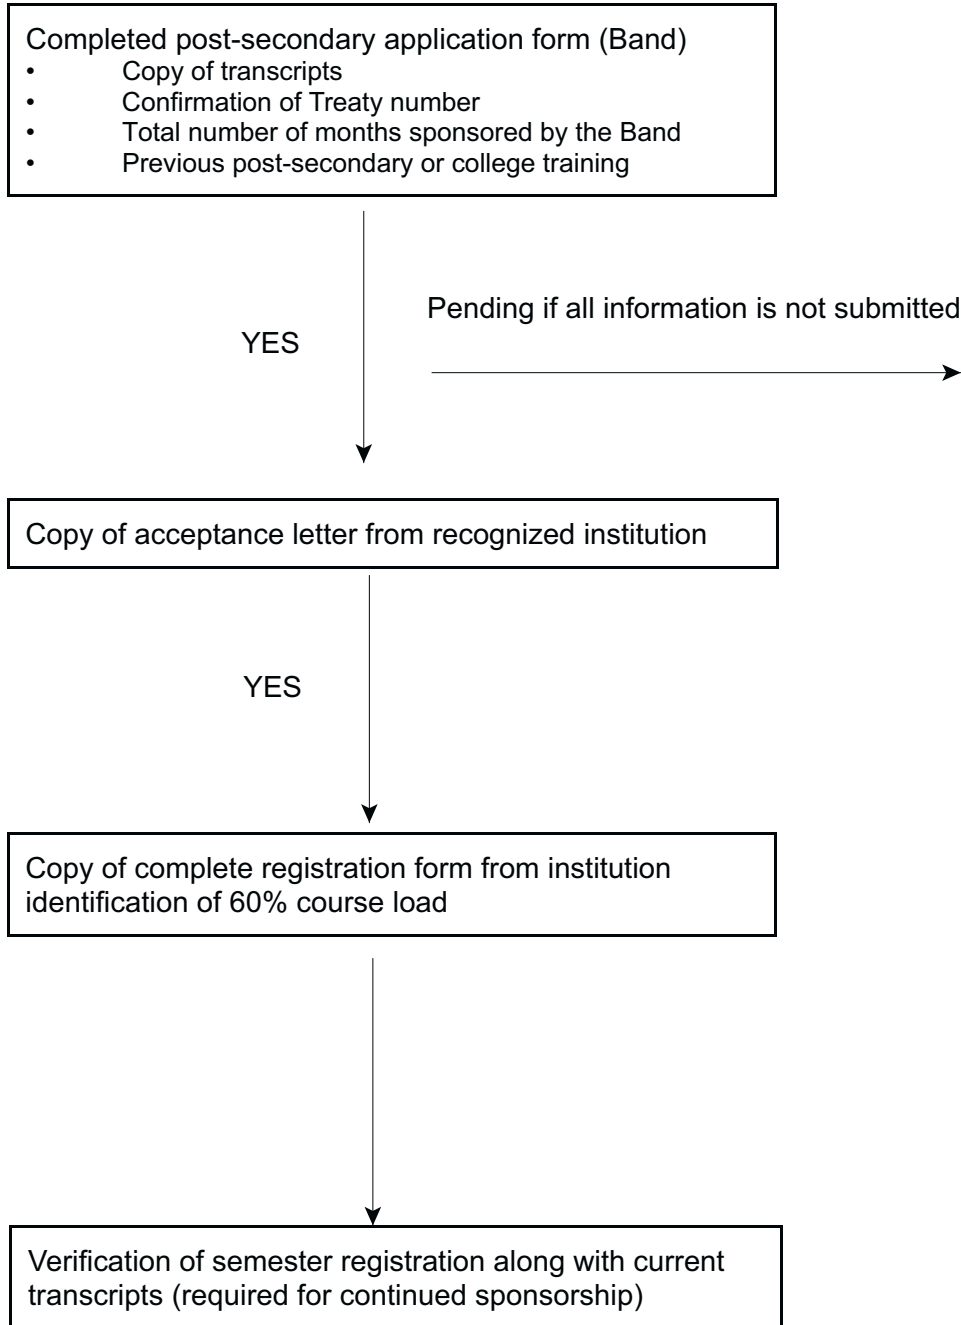 Completed post-secondary application form (Band)
• Copy of transcripts
• Confirmation of Treaty number
• Total number of months sponsored by the Band
• Previous post-secondary or college training
Pending if all information is not submitted
YES
Copy of acceptance letter from recognized institution
YES
Copy of complete registration form from institution
identification of 60% course load
Verification of semester registration along with current
transcripts (required for continued sponsorship)